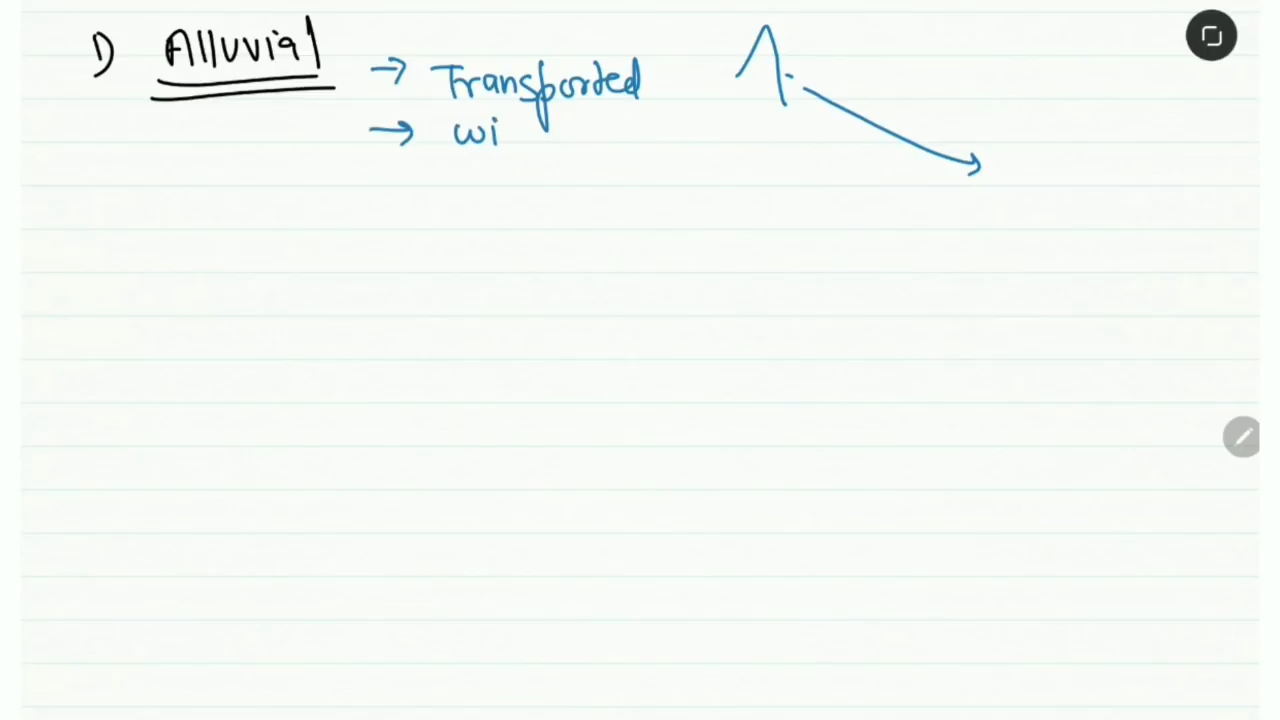 1) Alluvial → Transported
→ wi